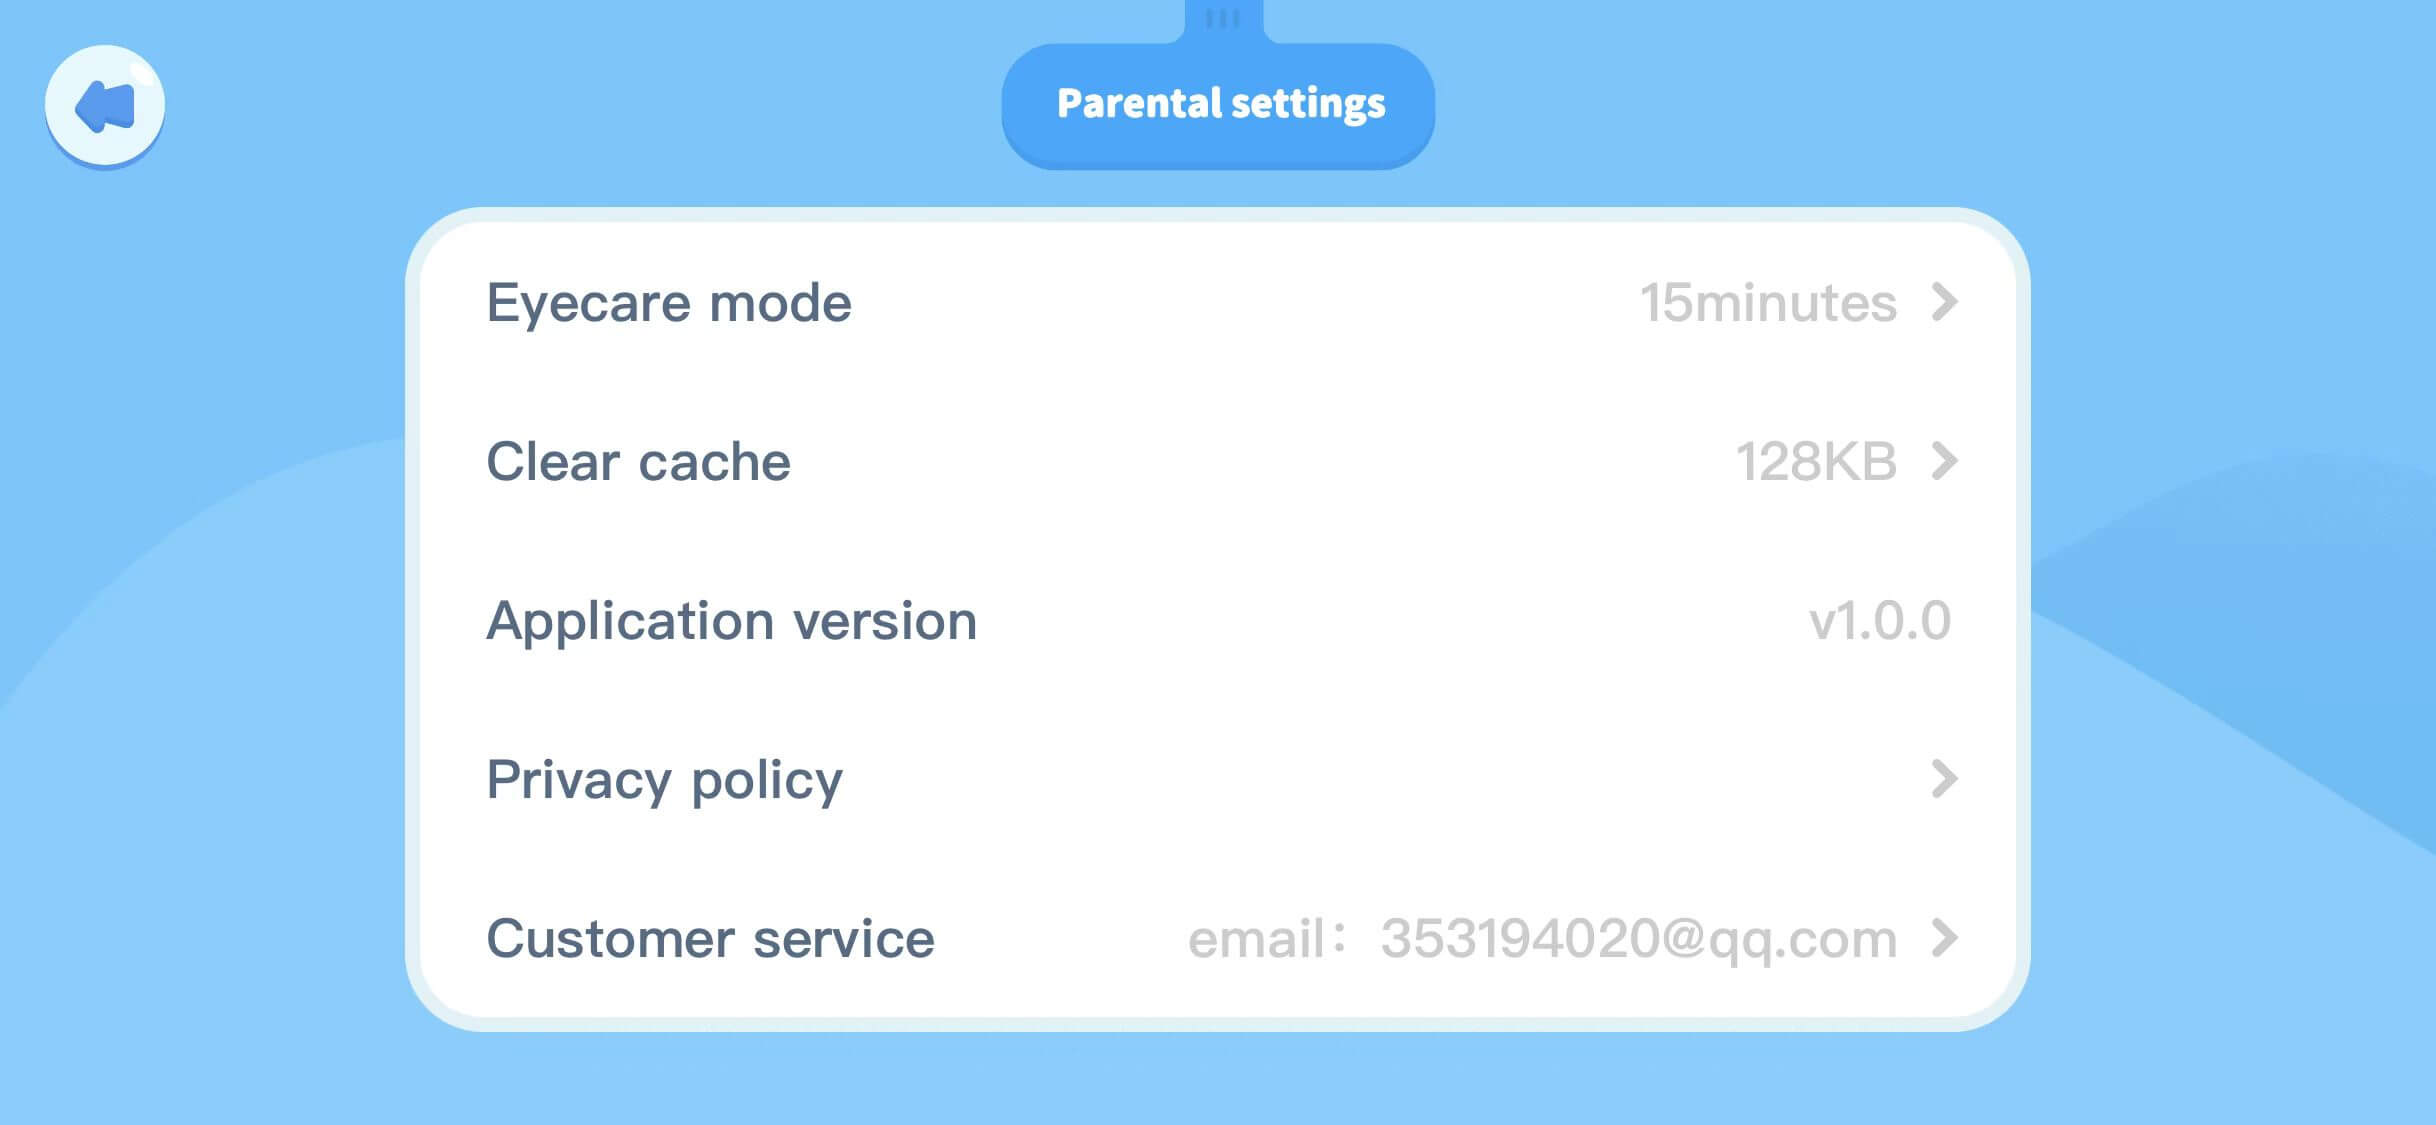 Parental settings
Eyecare mode 15minutes
Clear cache 128KB
Application version v1.0.0
Privacy policy
Customer service email：353194020@qq.com